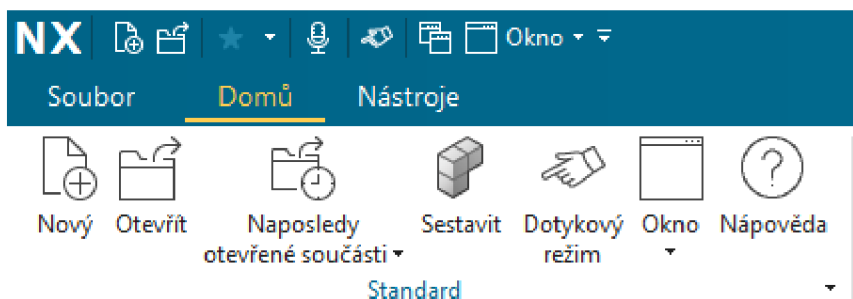 NX Okno
Soubor Domů Nástroje
Nový Otevřít Naposledy otevřené součásti Sestavit Dotykový režim Okno Nápověda
Standard